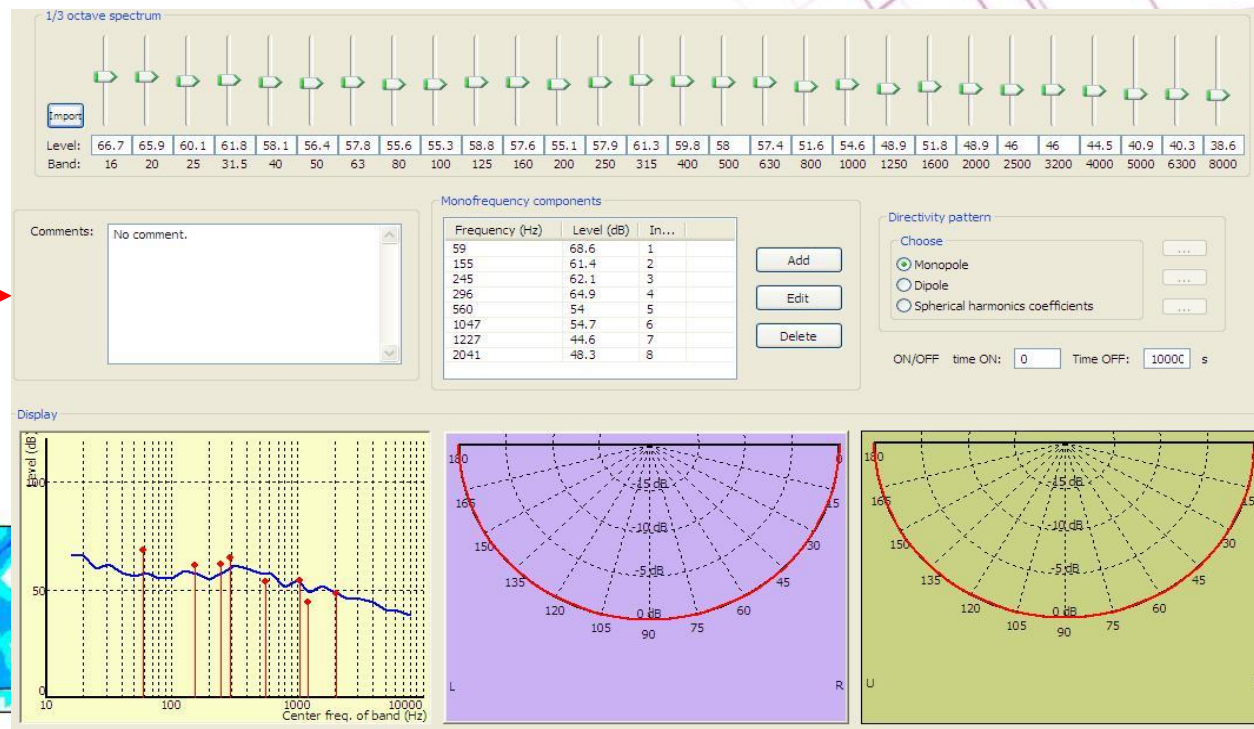 1/3 octave spectrum
Import
Level: 66.7 65.9 60.1 61.8 58.1 56.4 57.8 55.6 55.3 58.8 57.6 55.1 57.9 61.3 59.8 58 57.4 51.6 54.6 48.9 51.8 48.9 46 46 44.5 40.9 40.3 38.6
Band: 16 20 25 31.5 40 50 63 80 100 125 160 200 250 315 400 500 630 800 1000 1250 1600 2000 2500 3200 4000 5000 6300 8000
Comments:
No comment.
Monofrequency components
Frequency (Hz) Level (dB) In...
59 68.6 1
155 61.4 2
245 62.1 3
296 64.9 4
560 54 5
1047 54.7 6
1227 44.6 7
2041 48.3 8
Add
Edit
Delete
Directivity pattern
Choose
Monopole ...
Dipole ...
Spherical harmonics coefficients ...
ON/OFF time ON: 0 Time OFF: 1000 s
Display
Level (dB)
100
50
0
10 100 1000 10000
Center freq. of band (Hz)
180 0
-15 dB
165 15
-10 dB
150 30
-5 dB
135 45
120 0 dB 60
105 90 75
L R
180
-15 dB
165 15
-10 dB
150 30
-5 dB
135 45
120 0 dB 60
105 90 75
U